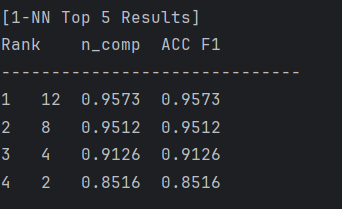 [1-NN Top 5 Results]
Rank    n_comp  ACC F1
------------------------------
1   12  0.9573  0.9573
2   8   0.9512  0.9512
3   4   0.9126  0.9126
4   2   0.8516  0.8516